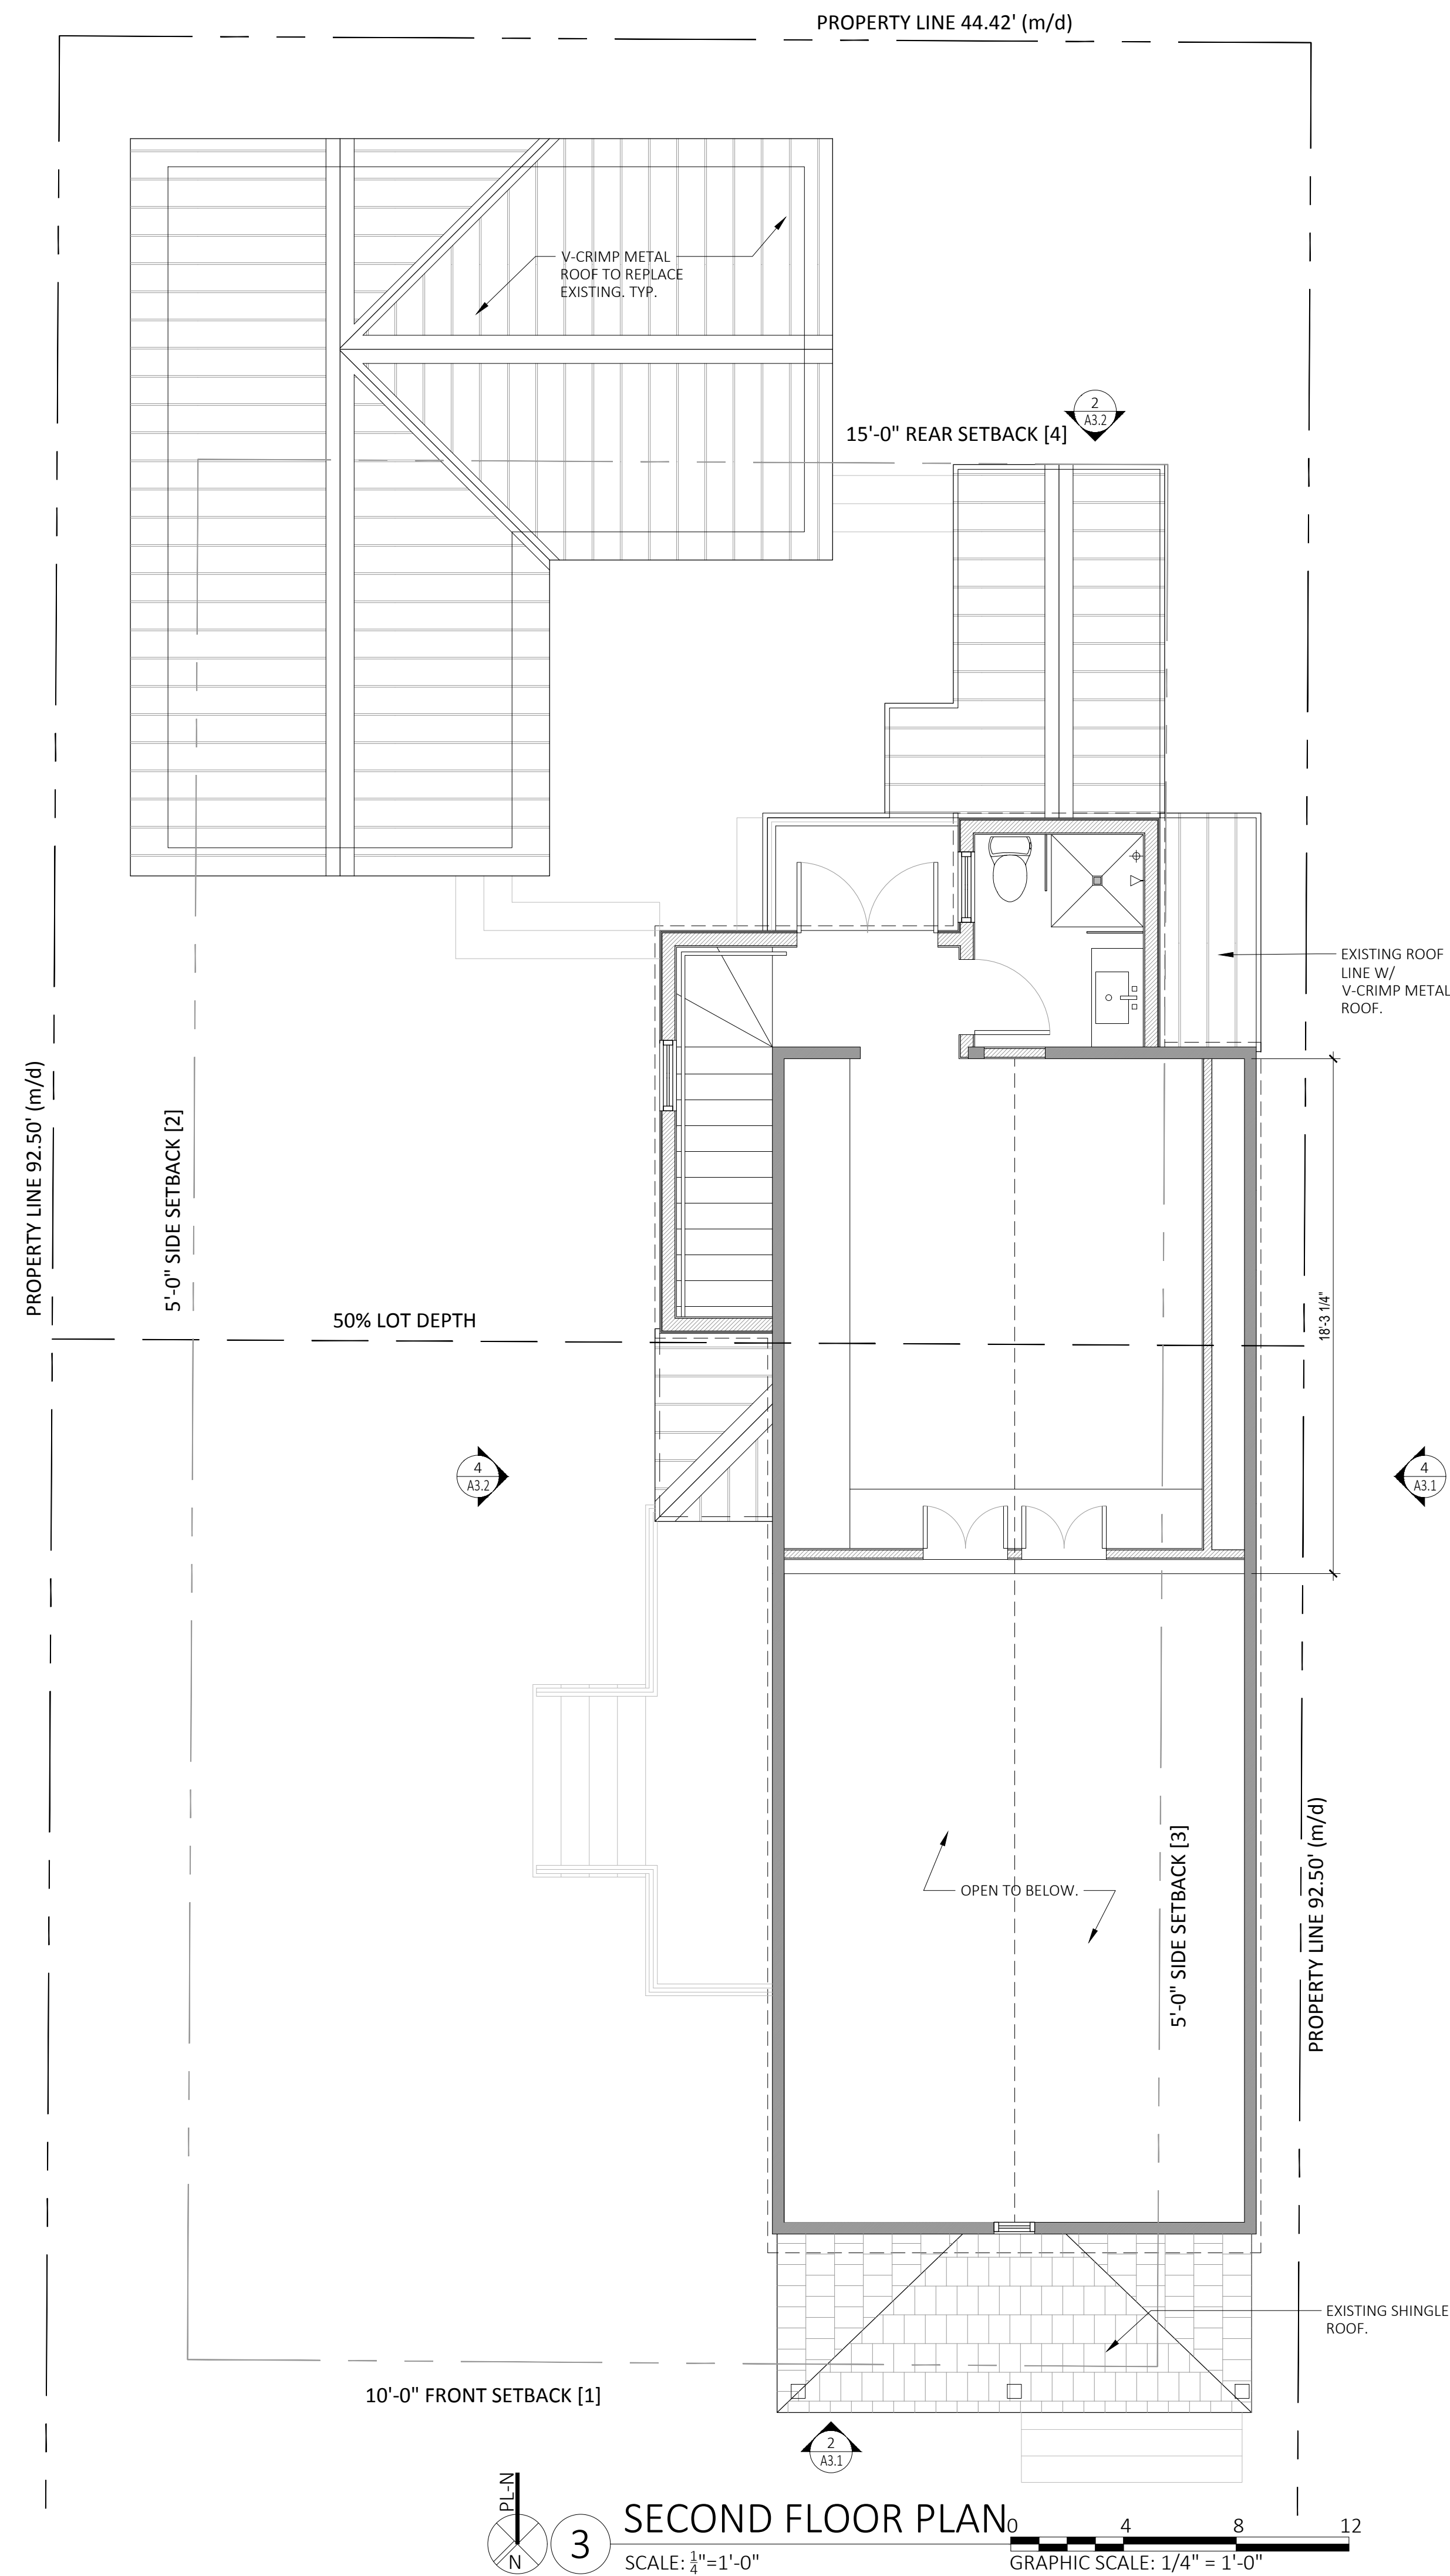 PROPERTY LINE 44.42' (m/d)
V-CRIMP METAL
ROOF TO REPLACE
EXISTING. TYP.
2
A3.2
15'-0" REAR SETBACK [4]
EXISTING ROOF
LINE W/
V-CRIMP METAL
ROOF.
PROPERTY LINE 92.50' (m/d)
5'-0" SIDE SETBACK [2]
18'-3 1/4"
50% LOT DEPTH
4
A3.2
4
A3.1
OPEN TO BELOW.
5'-0" SIDE SETBACK [3]
PROPERTY LINE 92.50' (m/d)
EXISTING SHINGLE
ROOF.
10'-0" FRONT SETBACK [1]
2
A3.1
PL-N
N
3
SECOND FLOOR PLAN
SCALE: 1/4"=1'-0"
0 4 8 12
GRAPHIC SCALE: 1/4" = 1'-0"